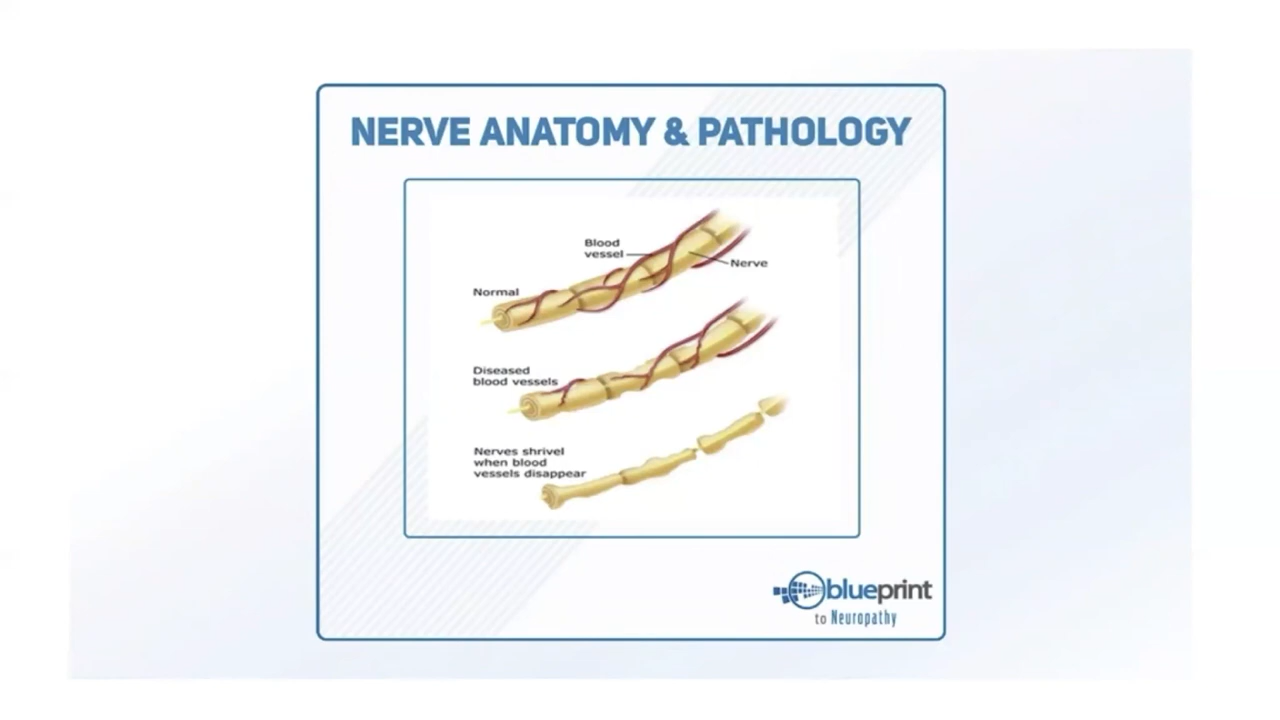 NERVE ANATOMY & PATHOLOGY
Blood
vessel
Nerve
Normal
Diseased
blood vessels
Nerves shrivel
when blood
vessels disappear
blueprint
to Neuropathy